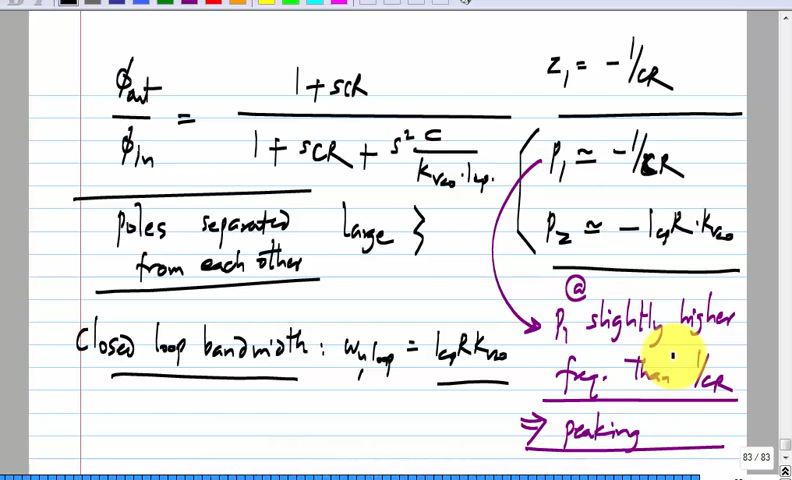 ϕout / ϕin = (1 + sCR) / (1 + sCR + s² C / (Kvco · Icp))
z1 = -1/CR
p1 ≃ -1/CR
p2 ≃ - IcpR · Kvco
Poles separated large }
from each other
@
p1 slightly higher
freq. than 1/CR
⇒ peaking
Closed loop bandwidth : wu,loop = IcpRKvco
83 / 83